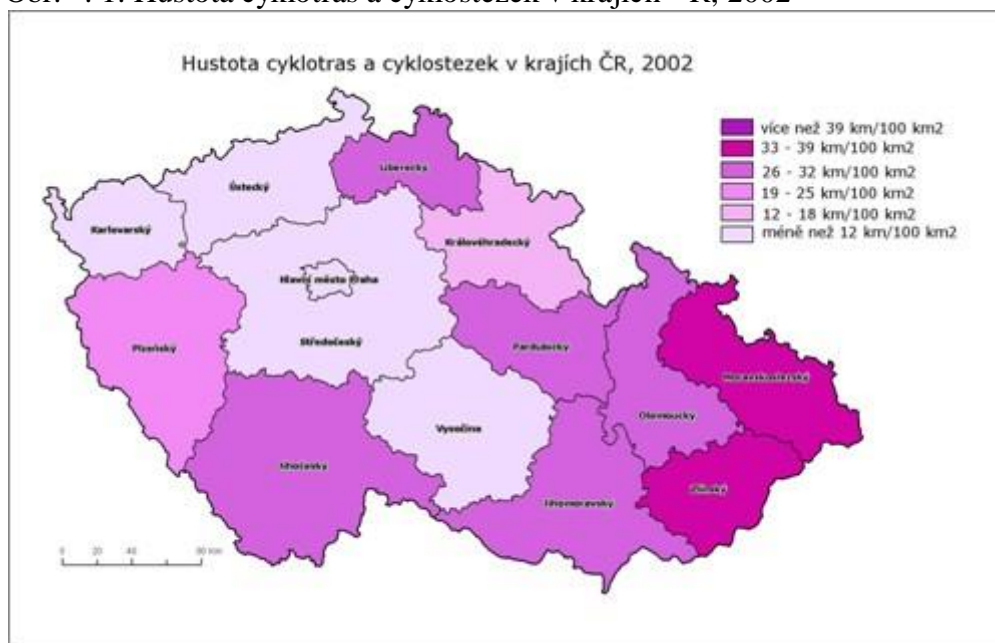 Hustota cyklotras a cyklostezek v krajích ČR, 2002
více než 39 km/100 km2
33 - 39 km/100 km2
26 - 32 km/100 km2
19 - 25 km/100 km2
12 - 18 km/100 km2
méně než 12 km/100 km2
Liberecký
Ústecký
Karlovarský
Královéhradecký
Hlavní město Praha
Středočeský
Pardubický
Plzeňský
Moravskoslezský
Olomoucký
Vysočina
Jihočeský
Jihomoravský
Zlínský
0 20 40 80 km